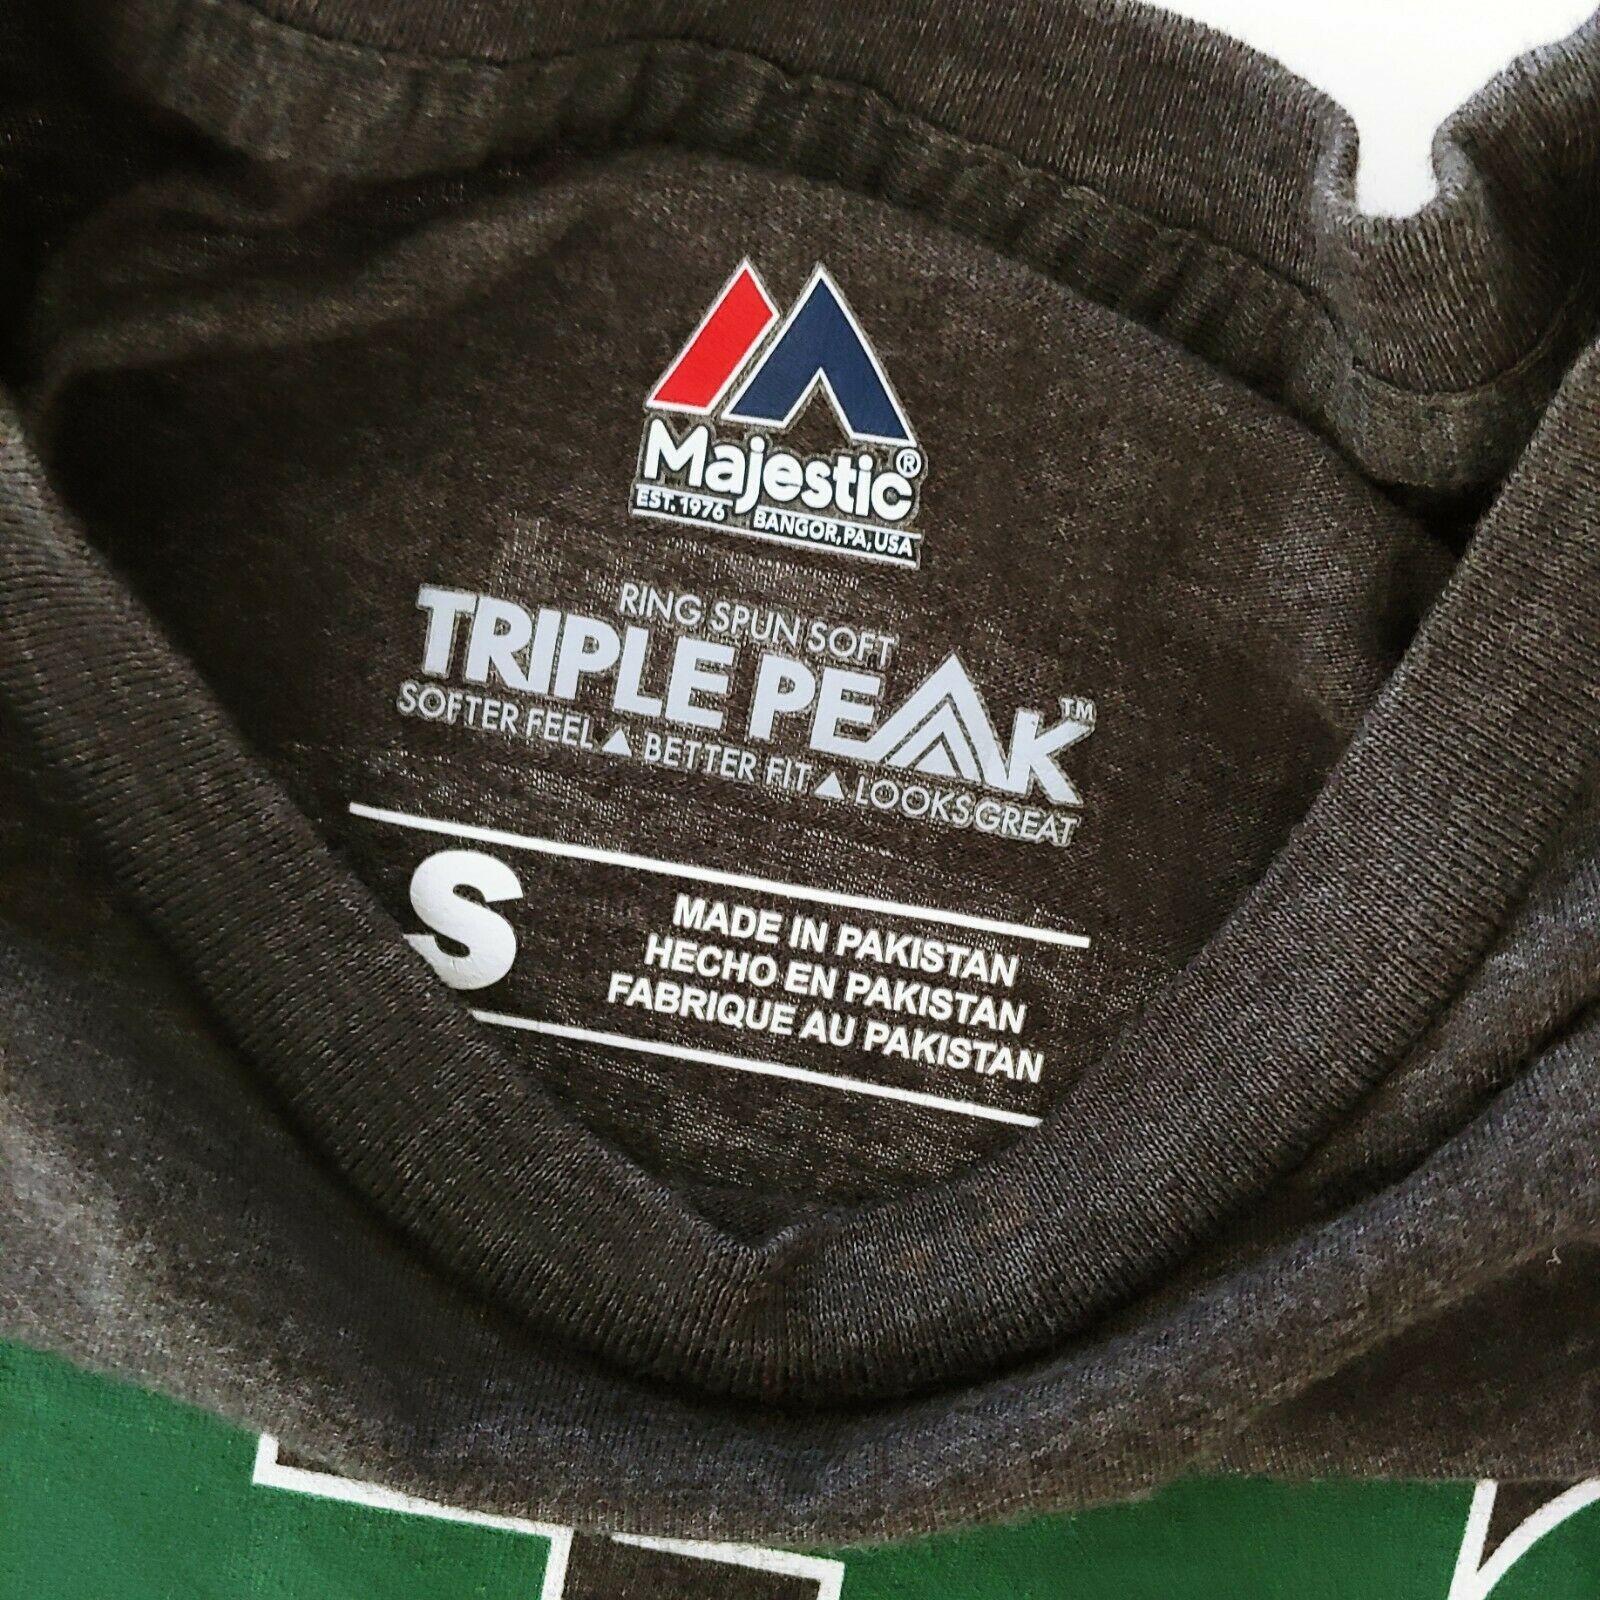 Majestic®
EST. 1976 BANGOR, PA, USA
RING SPUN SOFT
TRIPLE PEAK™
SOFTER FEEL▲BETTER FIT▲LOOKS GREAT
S
MADE IN PAKISTAN
HECHO EN PAKISTAN
FABRIQUE AU PAKISTAN